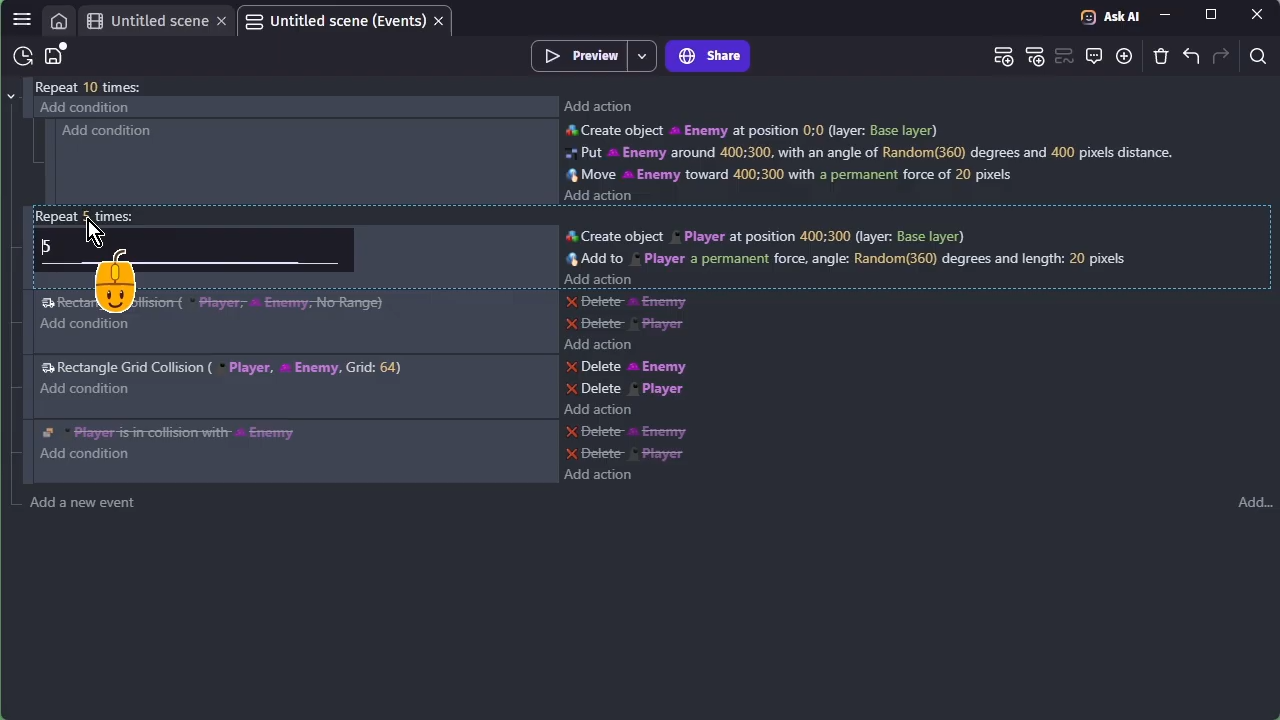 Untitled scene
Untitled scene (Events)
Ask AI
Preview
Share
Repeat 10 times:
Add condition
Add action
Add condition
Create object Enemy at position 0;0 (layer: Base layer)
Put Enemy around 400;300, with an angle of Random(360) degrees and 400 pixels distance.
Move Enemy toward 400;300 with a permanent force of 20 pixels
Add action
Repeat 5 times:
5
Create object Player at position 400;300 (layer: Base layer)
Add to Player a permanent force, angle: Random(360) degrees and length: 20 pixels
Add action
Rectangle Collision ( Player, Enemy, No Range)
Add condition
Delete Enemy
Delete Player
Add action
Rectangle Grid Collision ( Player, Enemy, Grid: 64)
Add condition
Delete Enemy
Delete Player
Add action
Player is in collision with Enemy
Add condition
Delete Enemy
Delete Player
Add action
Add a new event
Add...